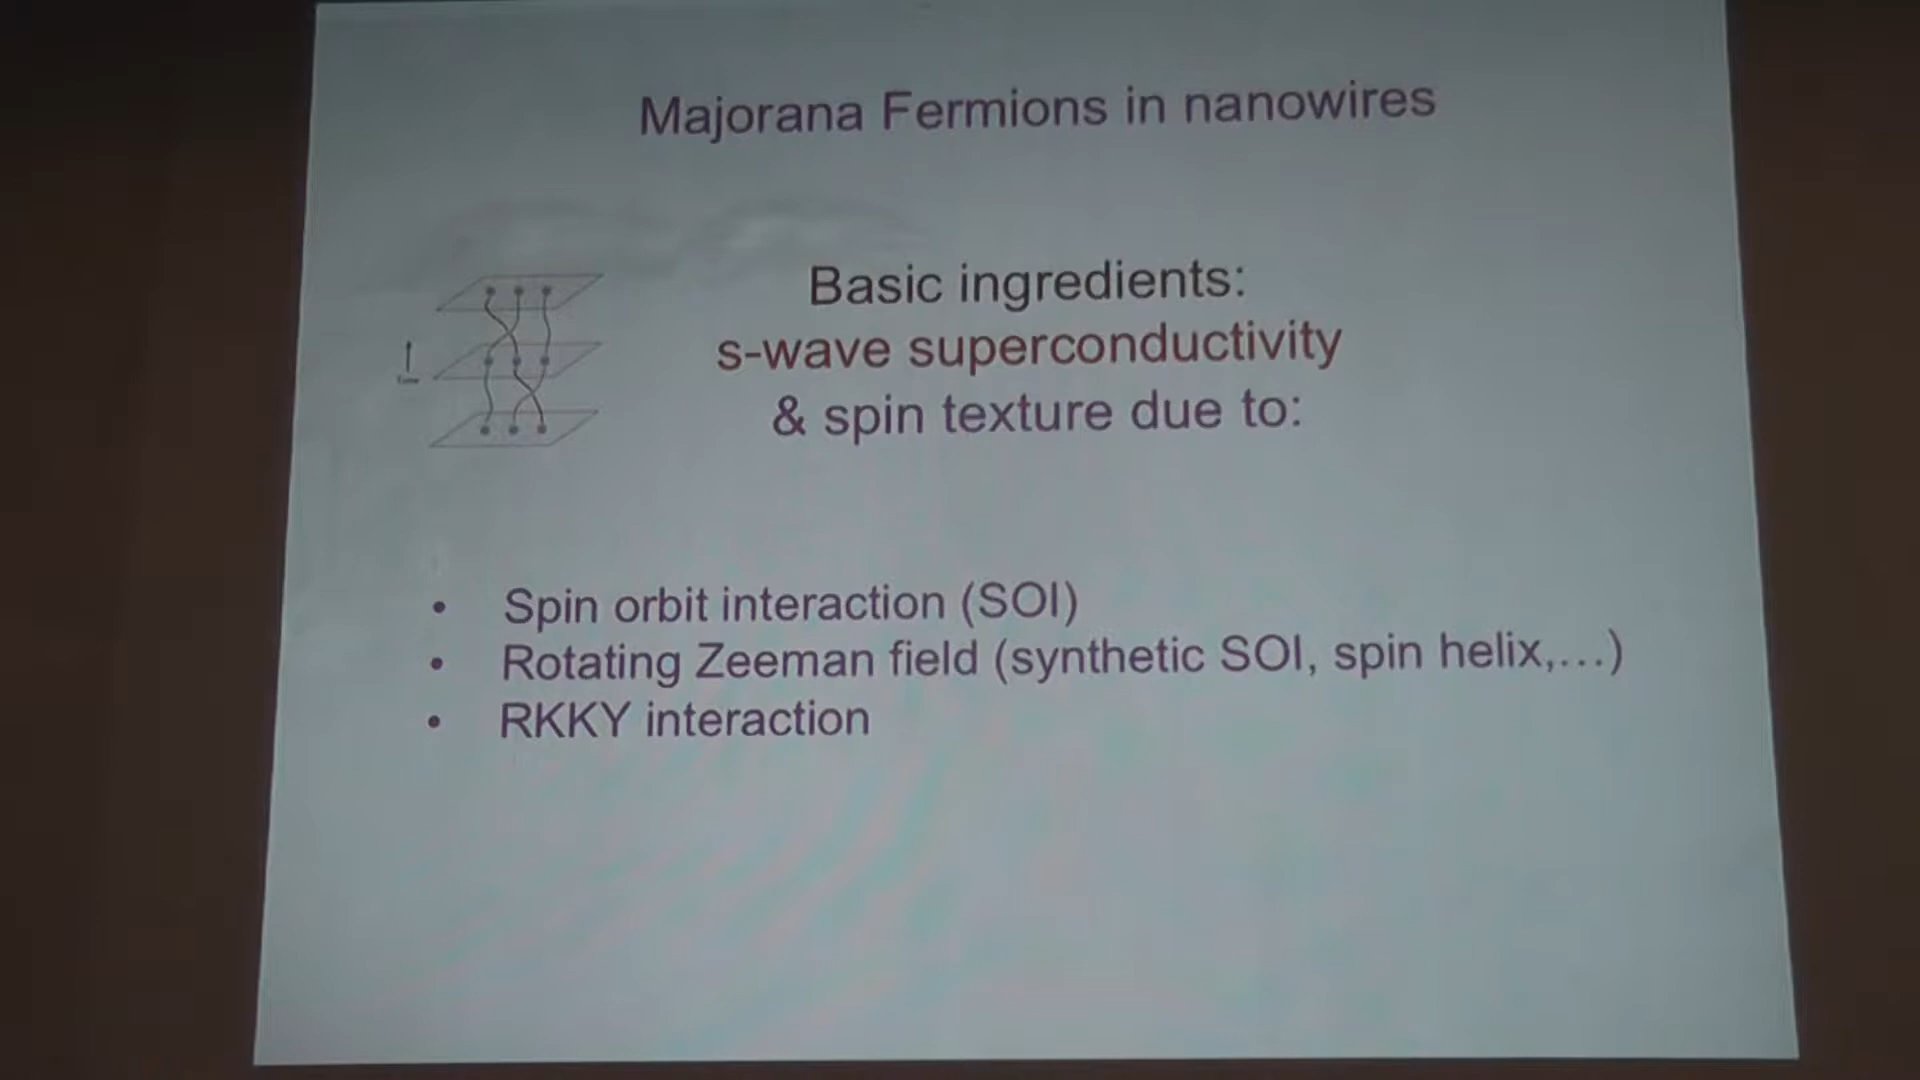 Majorana Fermions in nanowires
Basic ingredients:
s-wave superconductivity
& spin texture due to:
• Spin orbit interaction (SOI)
• Rotating Zeeman field (synthetic SOI, spin helix,...)
• RKKY interaction